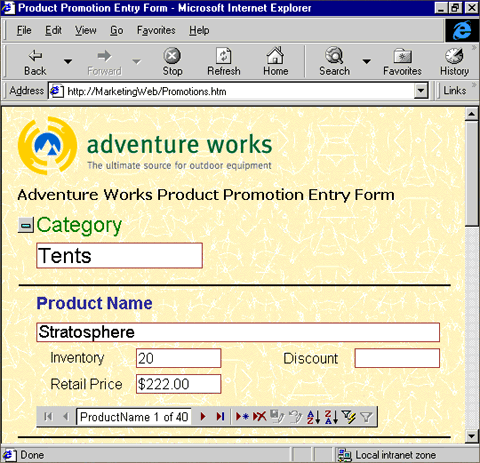 Product Promotion Entry Form - Microsoft Internet Explorer
File Edit View Go Favorites Help
Back Forward Stop Refresh Home Search Favorites History
Address http://MarketingWeb/Promotions.htm Links
adventure works
The ultimate source for outdoor equipment
Adventure Works Product Promotion Entry Form
Category
Tents
Product Name
Stratosphere
Inventory 20 Discount
Retail Price $222.00
ProductName 1 of 40
Done Local intranet zone